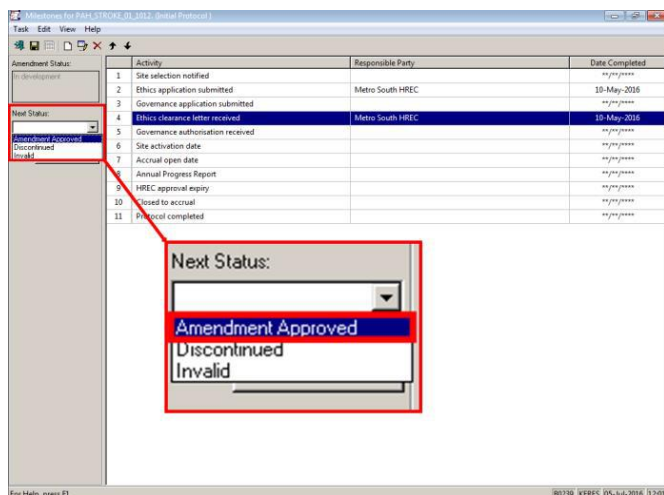 Milestones for PAH_STROKE_01_1012. (Initial Protocol )
Task Edit View Help
Amendment Status:
In development
Next Status:
Amendment Approved
Discontinued
Invalid
Activity Responsible Party Date Completed
1 Site selection notified **/**/****
2 Ethics application submitted Metro South HREC 10-May-2016
3 Governance application submitted **/**/****
4 Ethics clearance letter received Metro South HREC 10-May-2016
5 Governance authorisation received **/**/****
6 Site activation date **/**/****
7 Accrual open date **/**/****
8 Annual Progress Report **/**/****
9 HREC approval expiry **/**/****
10 Closed to accrual **/**/****
11 Protocol completed **/**/****
Next Status:
Amendment Approved
Discontinued
Invalid
For Help, press F1 B0239 KERES 05-Jul-2016